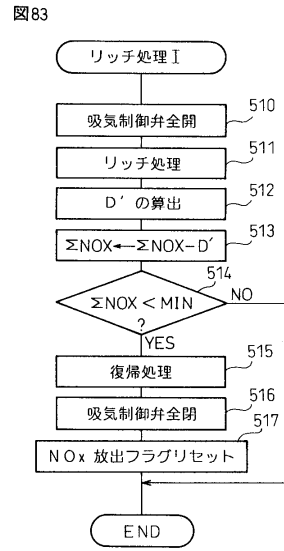 図83
リッチ処理I
510
吸気制御弁全開
511
リッチ処理
512
D'の算出
513
ΣNOX←ΣNOX-D'
514
ΣNOX<MIN
?
NO
YES
515
復帰処理
516
吸気制御弁全閉
517
NOx 放出フラグリセット
END